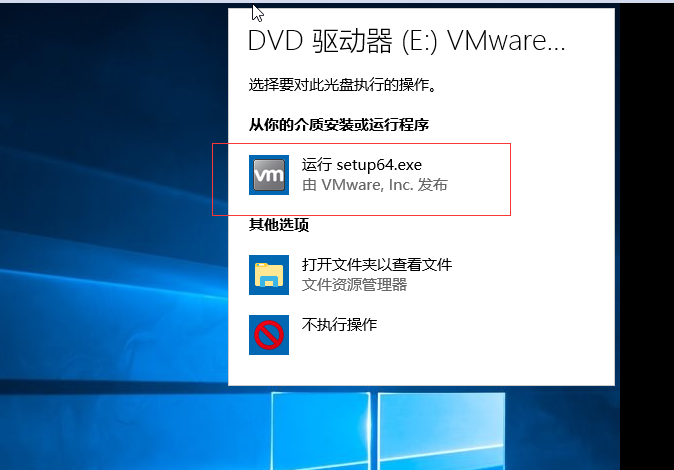 DVD 驱动器 (E:) VMware...
选择要对此光盘执行的操作。
从你的介质安装或运行程序
vm
运行 setup64.exe
由 VMware, Inc. 发布
其他选项
打开文件夹以查看文件
文件资源管理器
不执行操作